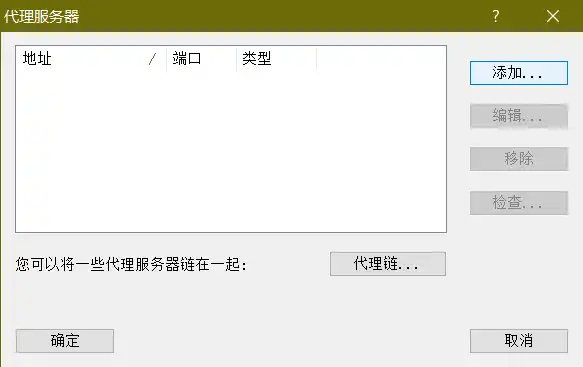 代理服务器
地址 / 端口 类型
添加...
编辑...
移除
检查...
您可以将一些代理服务器链在一起:
代理链...
确定
取消